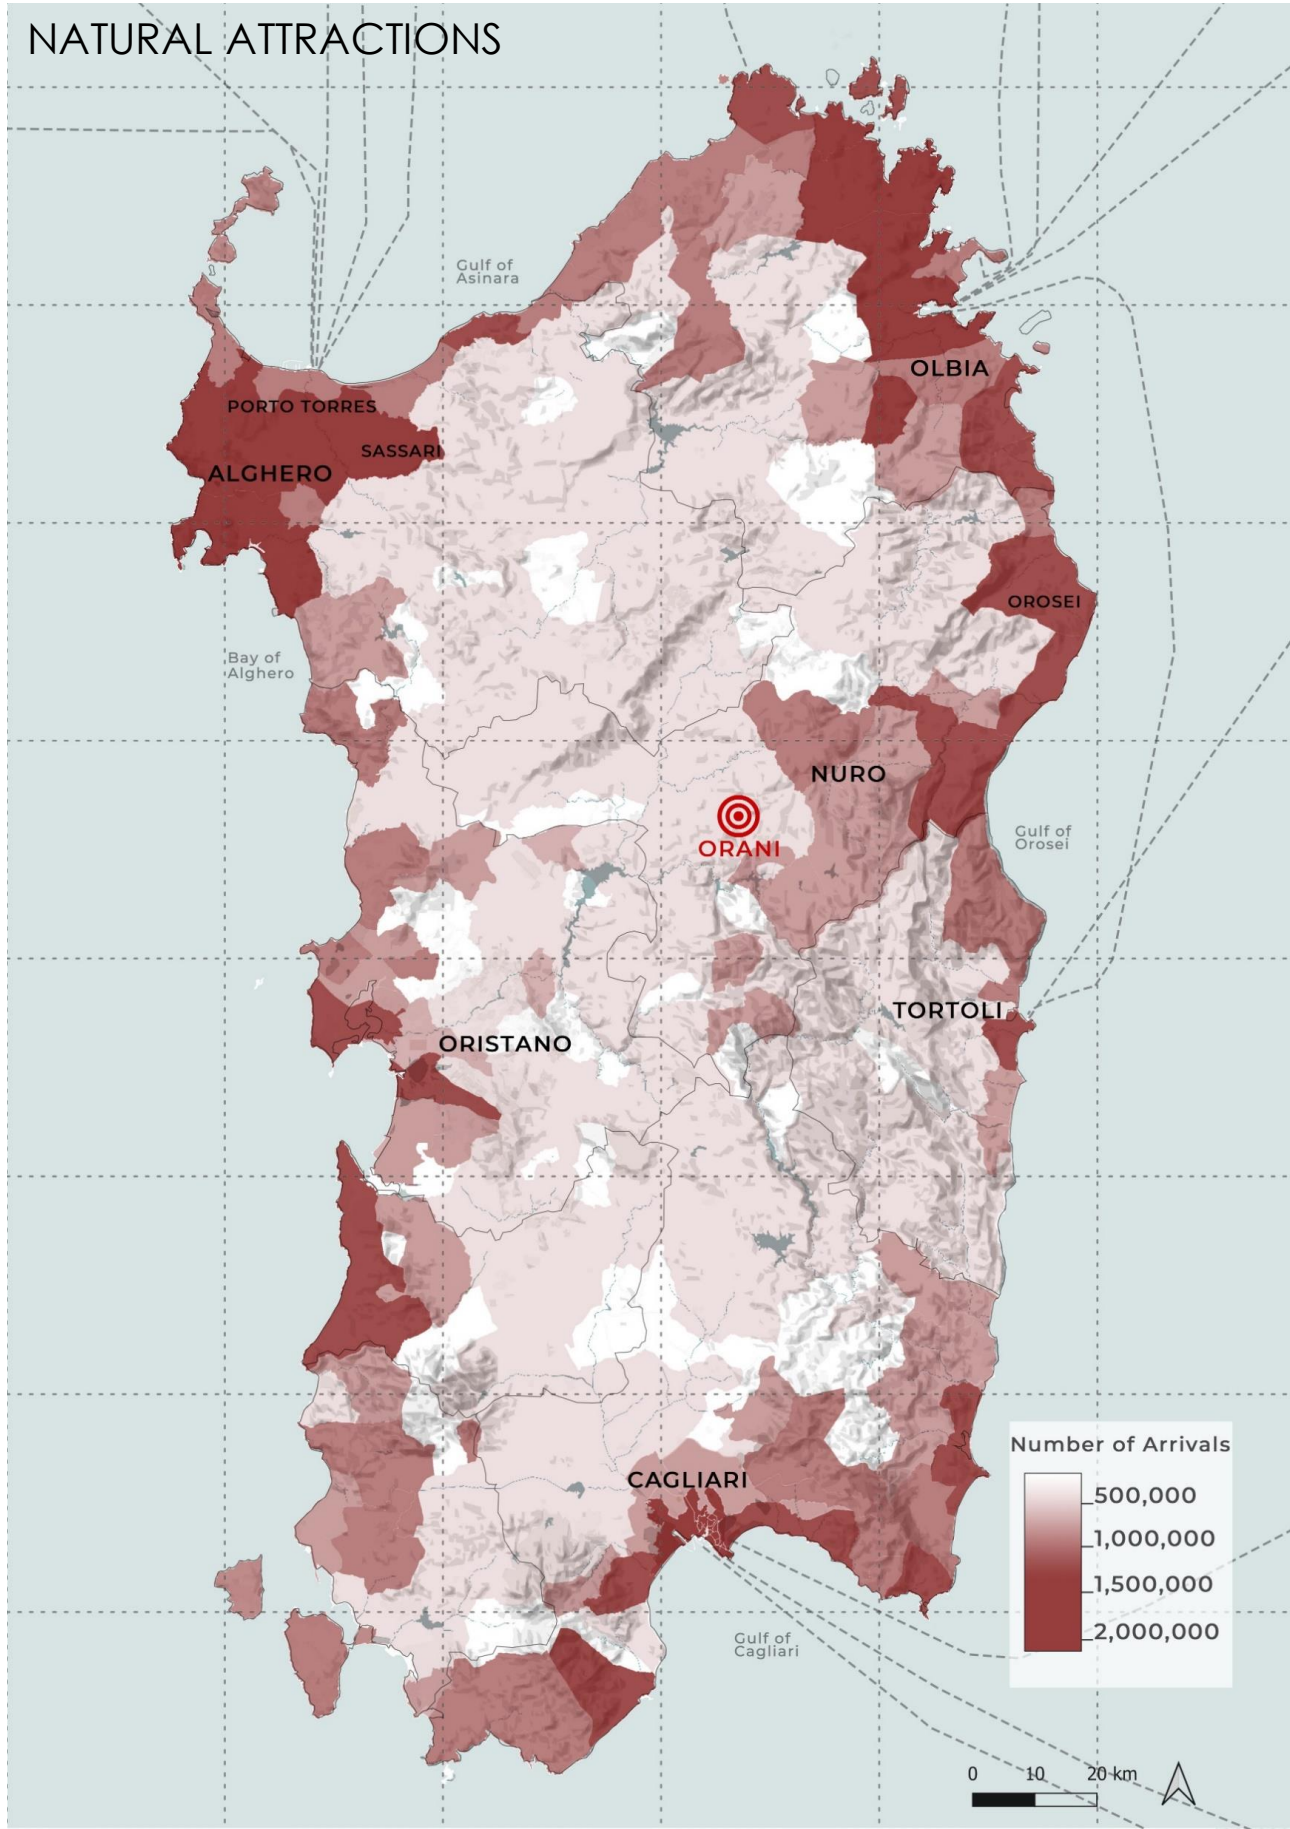 NATURAL ATTRACTIONS
Gulf of
Asinara
OLBIA
PORTO TORRES
SASSARI
ALGHERO
OROSEI
Bay of
Alghero
NURO
ORANI
Gulf of
Orosei
TORTOLI
ORISTANO
CAGLIARI
Gulf of
Cagliari
Number of Arrivals
500,000
1,000,000
1,500,000
2,000,000
0 10 20 km